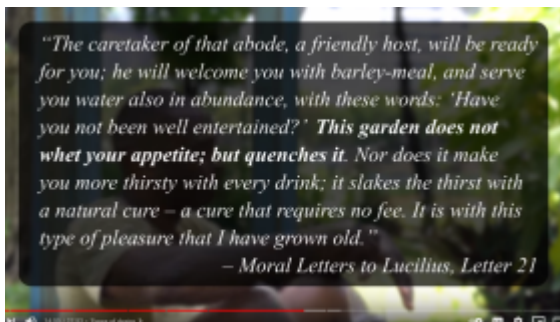 “The caretaker of that abode, a friendly host, will be ready
for you; he will welcome you with barley-meal, and serve
you water also in abundance, with these words: ‘Have
you not been well entertained?’ This garden does not
whet your appetite; but quenches it. Nor does it make
you more thirsty with every drink; it slakes the thirst with
a natural cure – a cure that requires no fee. It is with this
type of pleasure that I have grown old.”
– Moral Letters to Lucilius, Letter 21